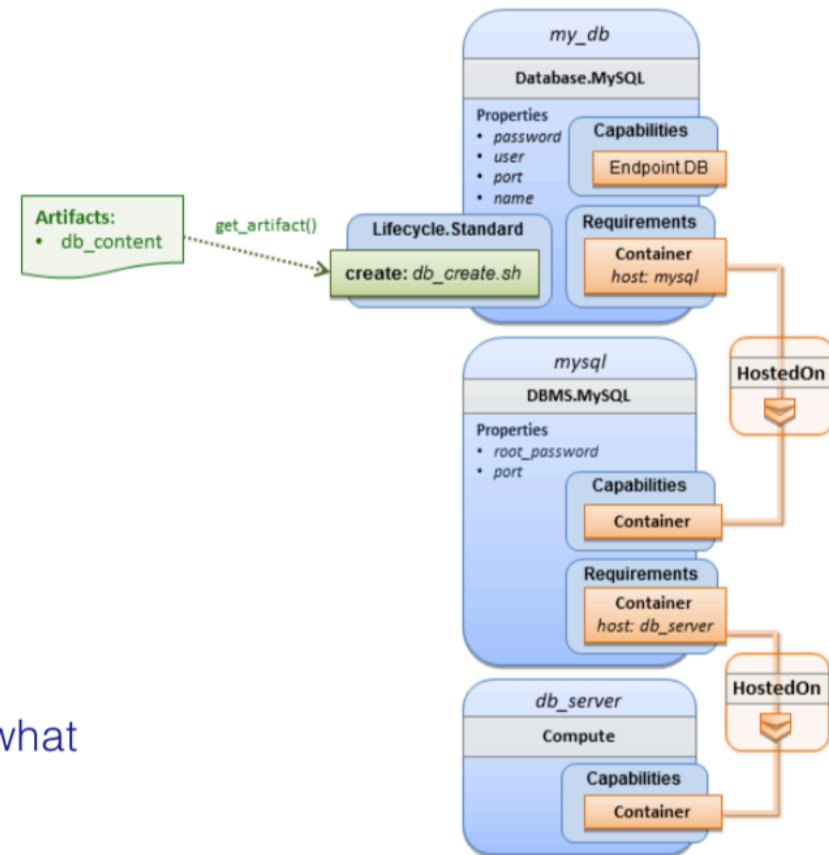 my_db
Database.MySQL
Properties
• password
• user
• port
• name
Capabilities
Endpoint.DB
Requirements
Container
host: mysql
Lifecycle.Standard
create: db_create.sh
Artifacts:
• db_content
get_artifact()
HostedOn
mysql
DBMS.MySQL
Properties
• root_password
• port
Capabilities
Container
Requirements
Container
host: db_server
HostedOn
db_server
Compute
Capabilities
Container
what